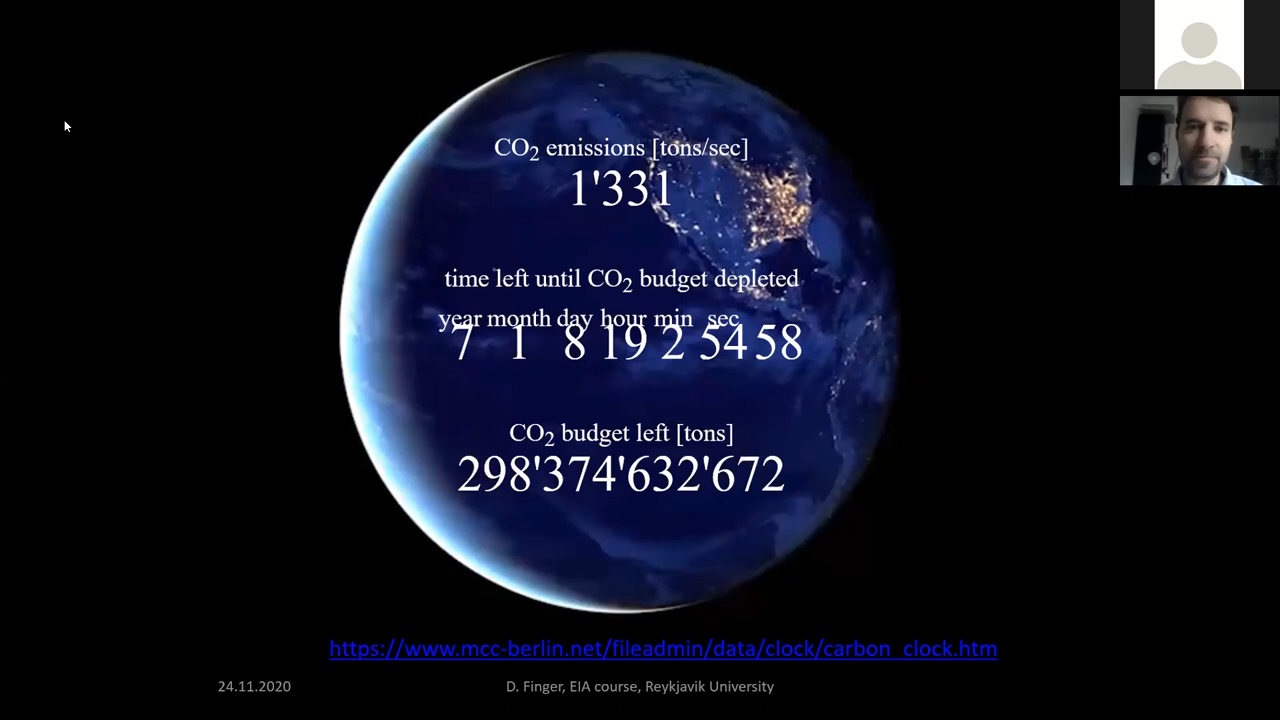 CO2 emissions [tons/sec]
1'331
time left until CO2 budget depleted
year month day hour min sec
7 1 8 19 2 54 58
CO2 budget left [tons]
298'374'632'672
https://www.mcc-berlin.net/fileadmin/data/clock/carbon_clock.htm
24.11.2020 D. Finger, EIA course, Reykjavik University